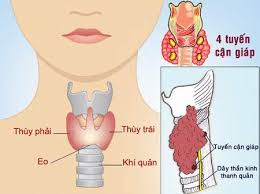 4 tuyến
cận giáp
Thùy phải
Thùy trái
Eo
Khí quản
Tuyến cận giáp
Dây thần kinh
thanh quản